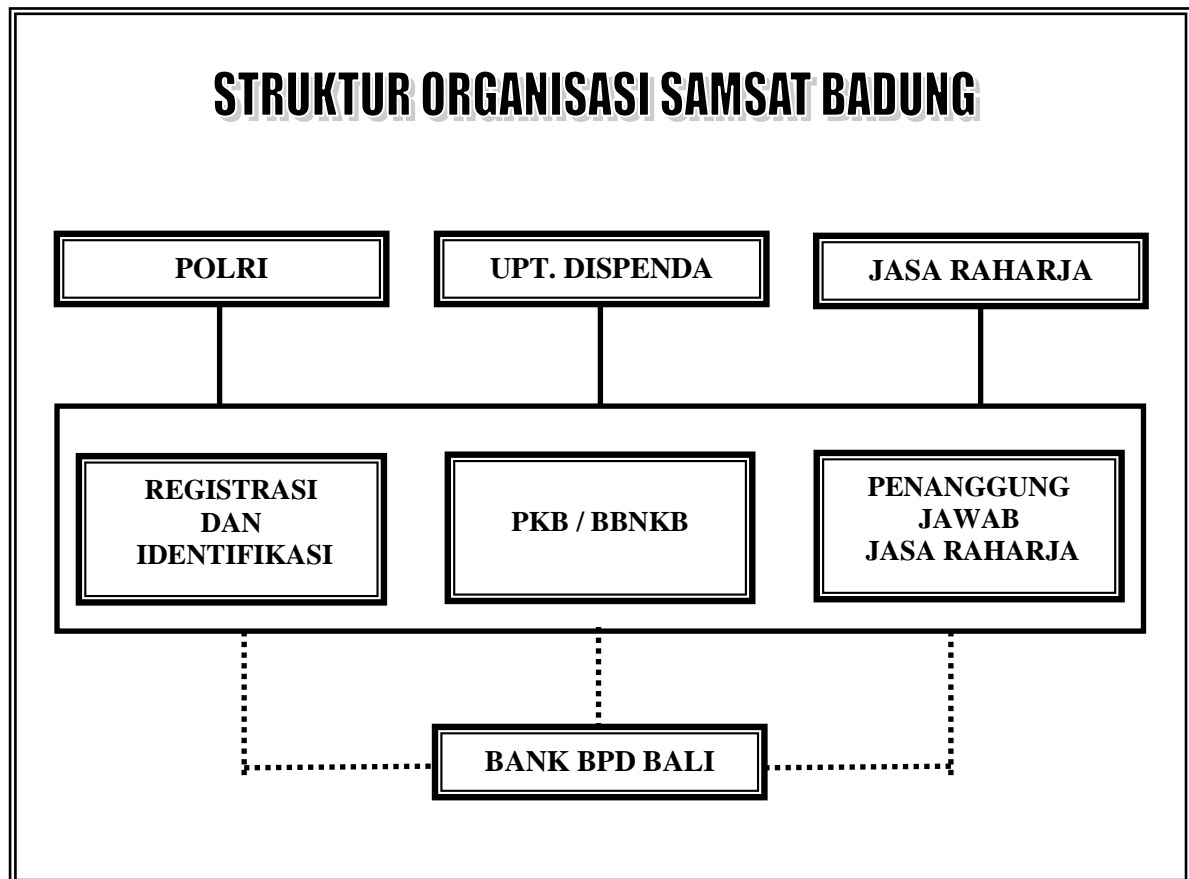 STRUKTUR ORGANISASI SAMSAT BADUNG
POLRI
UPT. DISPENDA
JASA RAHARJA
REGISTRASI
DAN
IDENTIFIKASI
PKB / BBNKB
PENANGGUNG
JAWAB
JASA RAHARJA
BANK BPD BALI